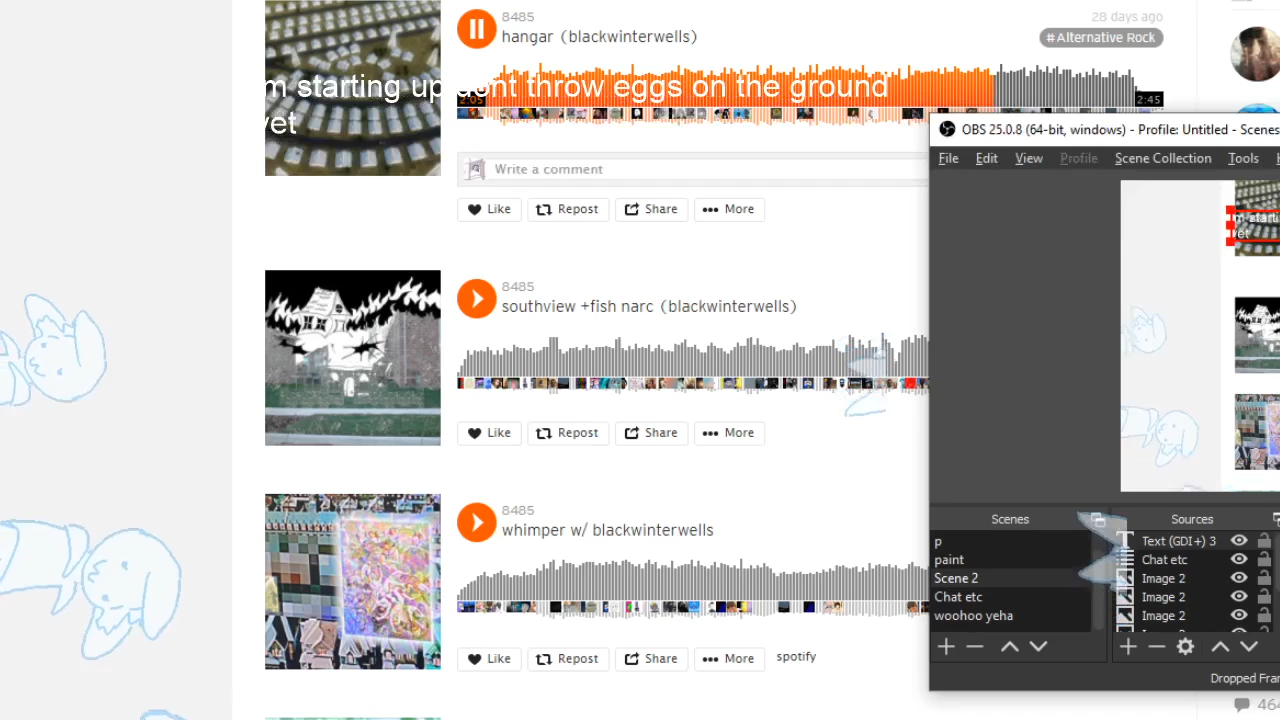 8485
28 days ago
hangar (blackwinterwells)
#Alternative Rock
m starting up dont throw eggs on the ground
yet
2:05
2:45
Write a comment
Like
Repost
Share
More
8485
southview +fish narc (blackwinterwells)
Like
Repost
Share
More
8485
whimper w/ blackwinterwells
Like
Repost
Share
More
spotify
OBS 25.0.8 (64-bit, windows) - Profile: Untitled - Scenes
File Edit View Profile Scene Collection Tools
m starti
yet
Scenes
p
paint
Scene 2
Chat etc
woohoo yeha
Sources
Text (GDI+) 3
Chat etc
Image 2
Image 2
Image 2
Dropped Fra
464